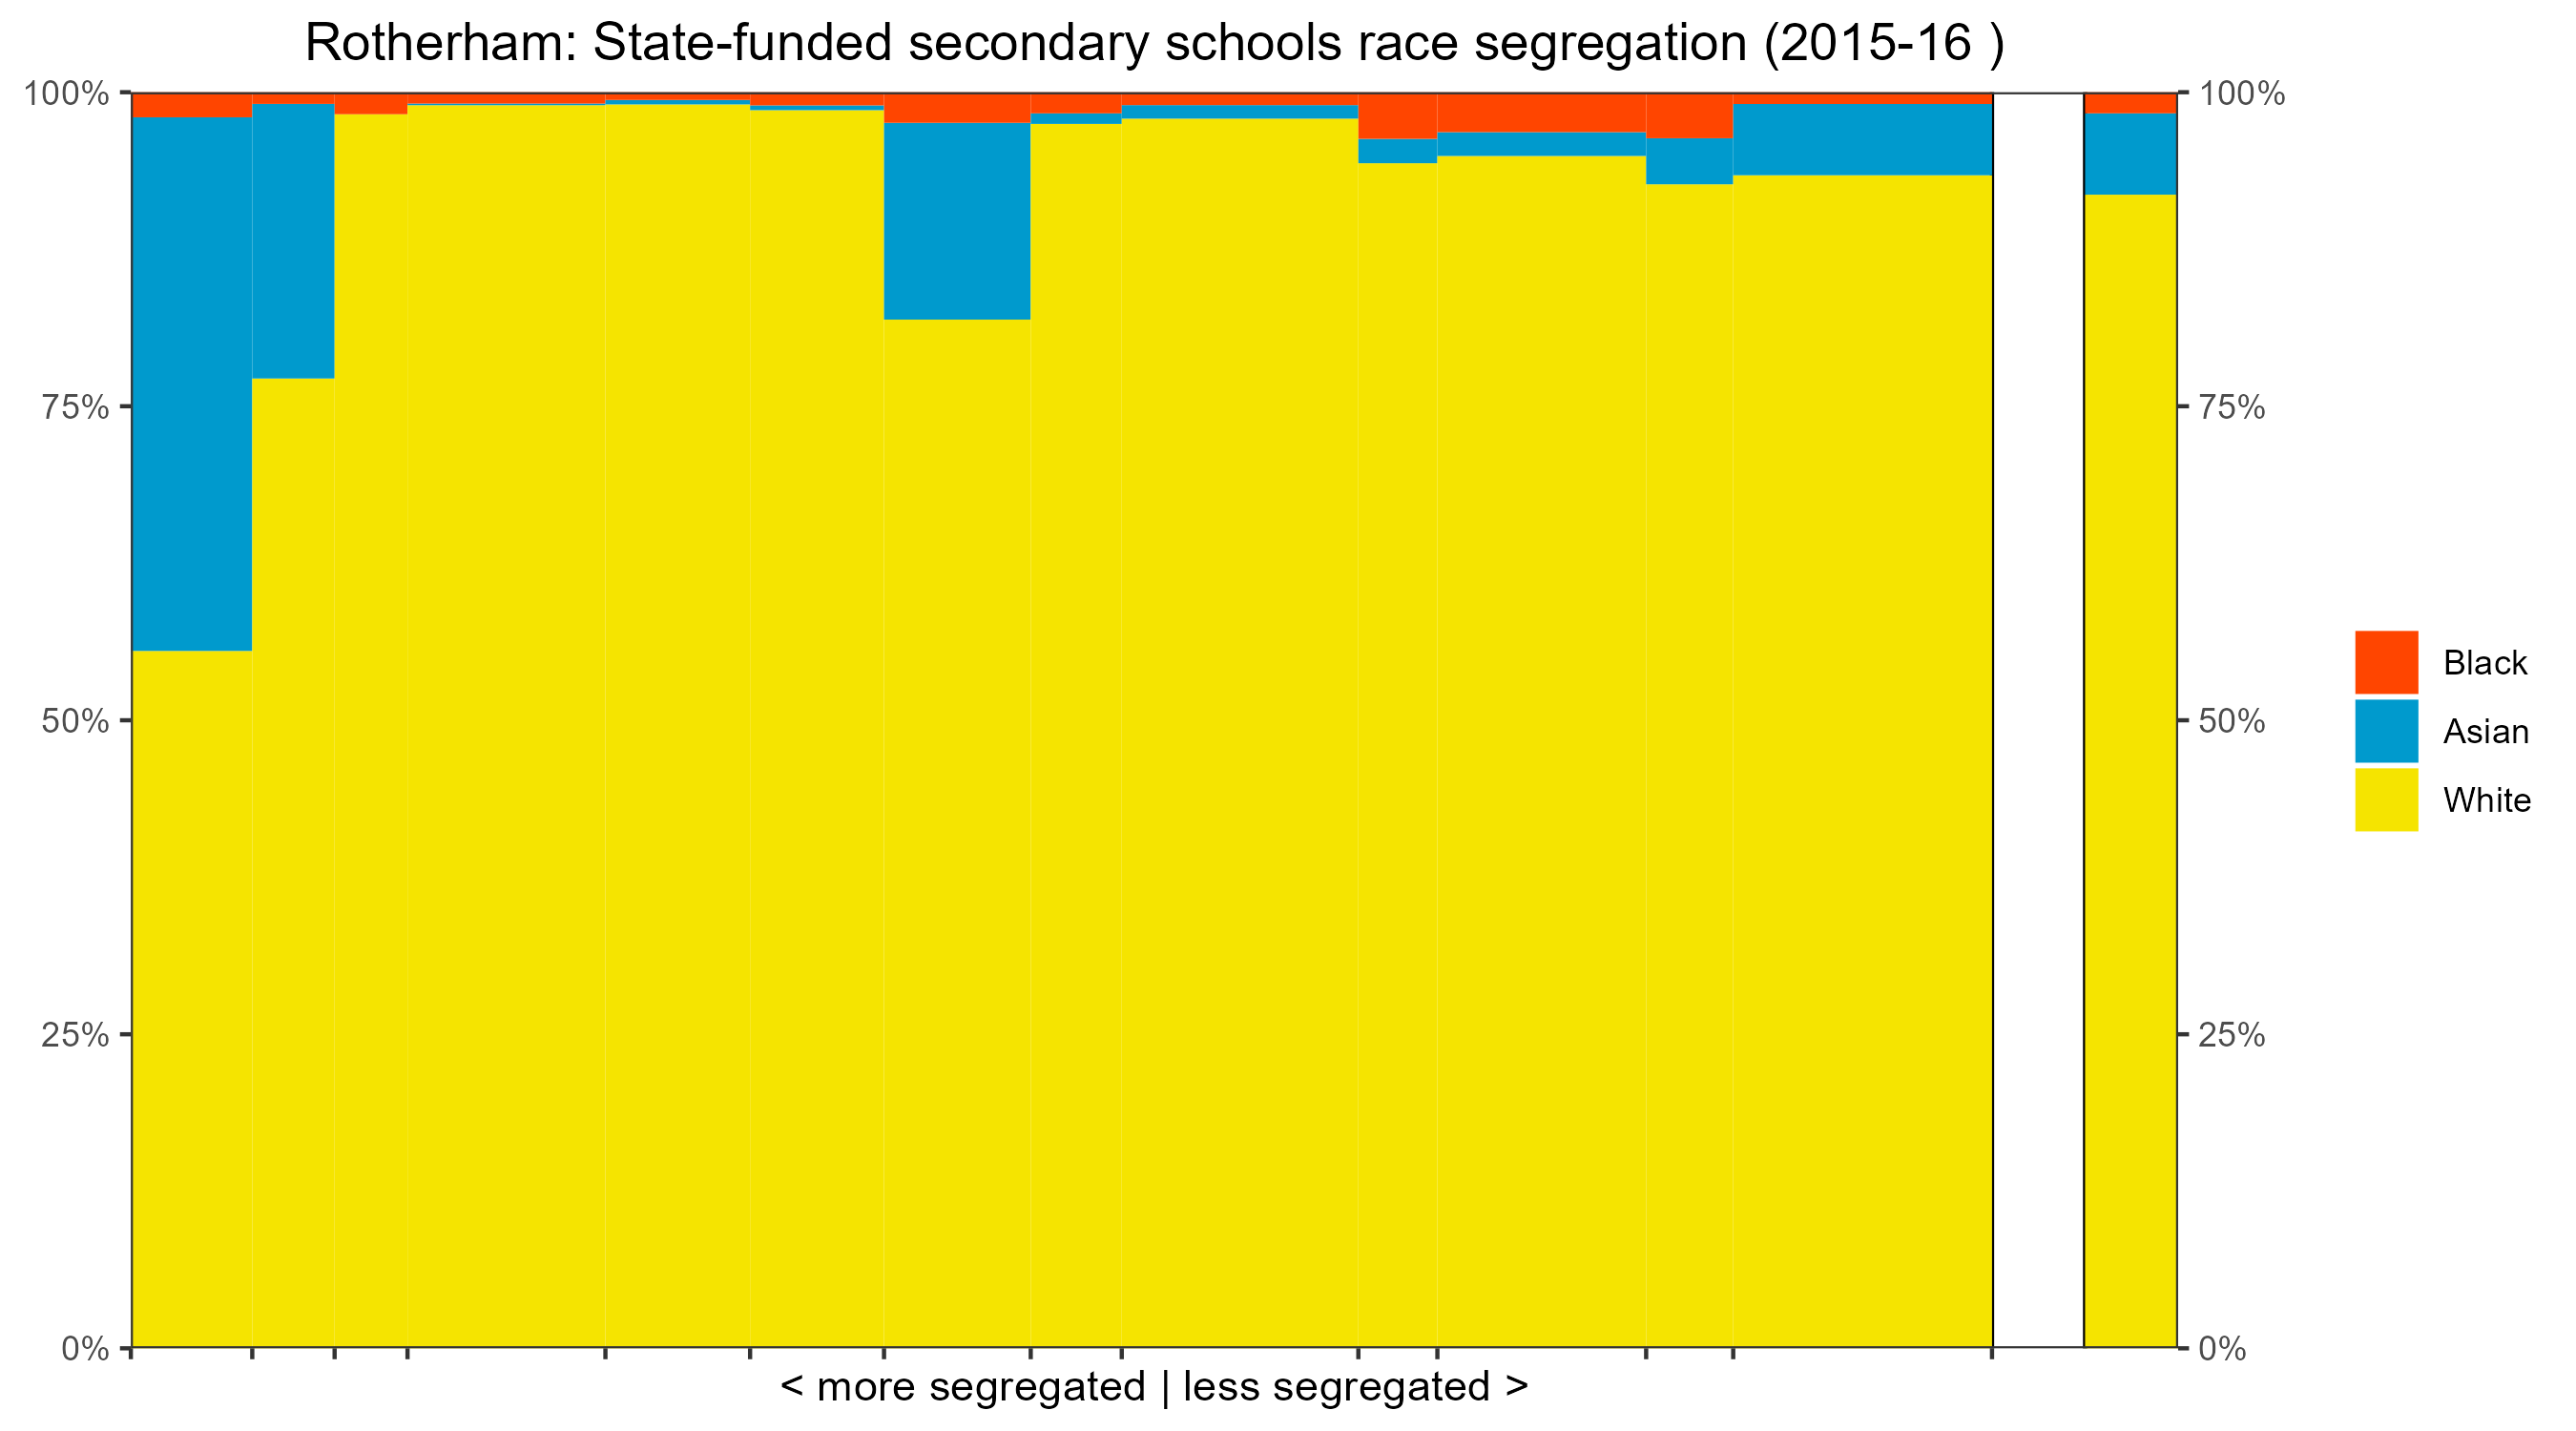 Rotherham: State-funded secondary schools race segregation (2015-16 )
100%
75%
50%
25%
0%
100%
75%
50%
25%
0%
Black
Asian
White
< more segregated | less segregated >